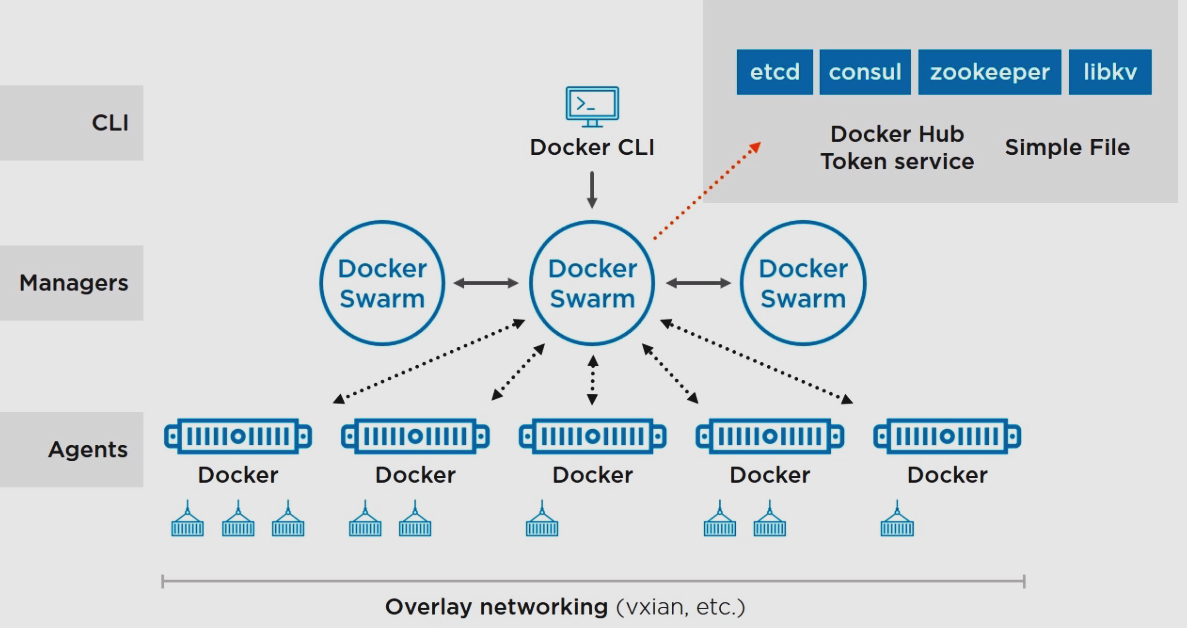 etcd
consul
zookeeper
libkv
CLI
Docker CLI
Docker Hub
Token service
Simple File
Managers
Docker
Swarm
Docker
Swarm
Docker
Swarm
Agents
Docker
Docker
Docker
Docker
Docker
Overlay networking (vxian, etc.)